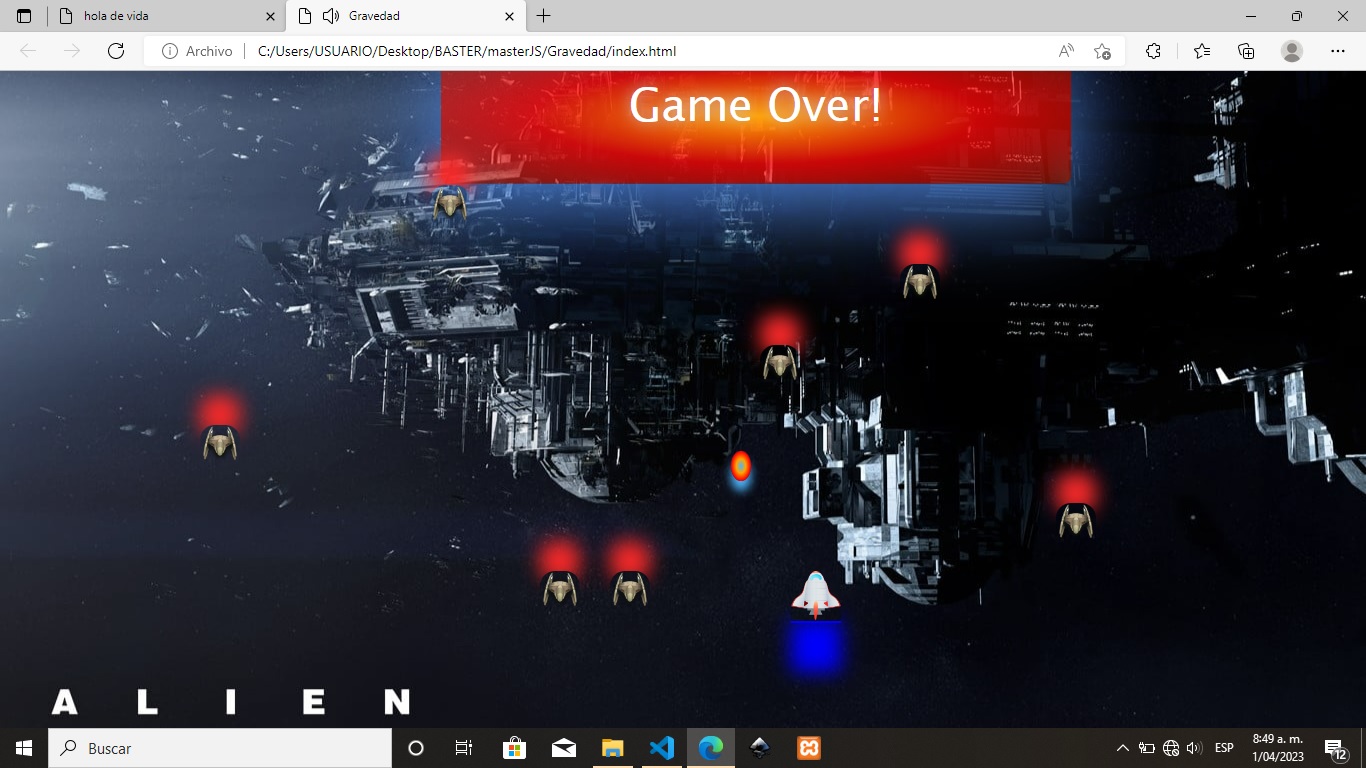 hola de vida
Gravedad
Archivo
C:/Users/USUARIO/Desktop/BASTER/masterJS/Gravedad/index.html
Game Over!
A L I E N
Buscar
ESP
8:49 a. m.
1/04/2023
12